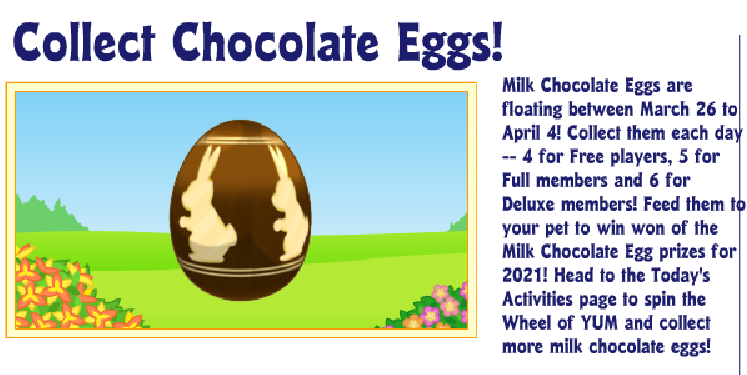 Collect Chocolate Eggs!
Milk Chocolate Eggs are
floating between March 26 to
April 4! Collect them each day
-- 4 for Free players, 5 for
Full members and 6 for
Deluxe members! Feed them to
your pet to win won of the
Milk Chocolate Egg prizes for
2021! Head to the Today's
Activities page to spin the
Wheel of YUM and collect
more milk chocolate eggs!